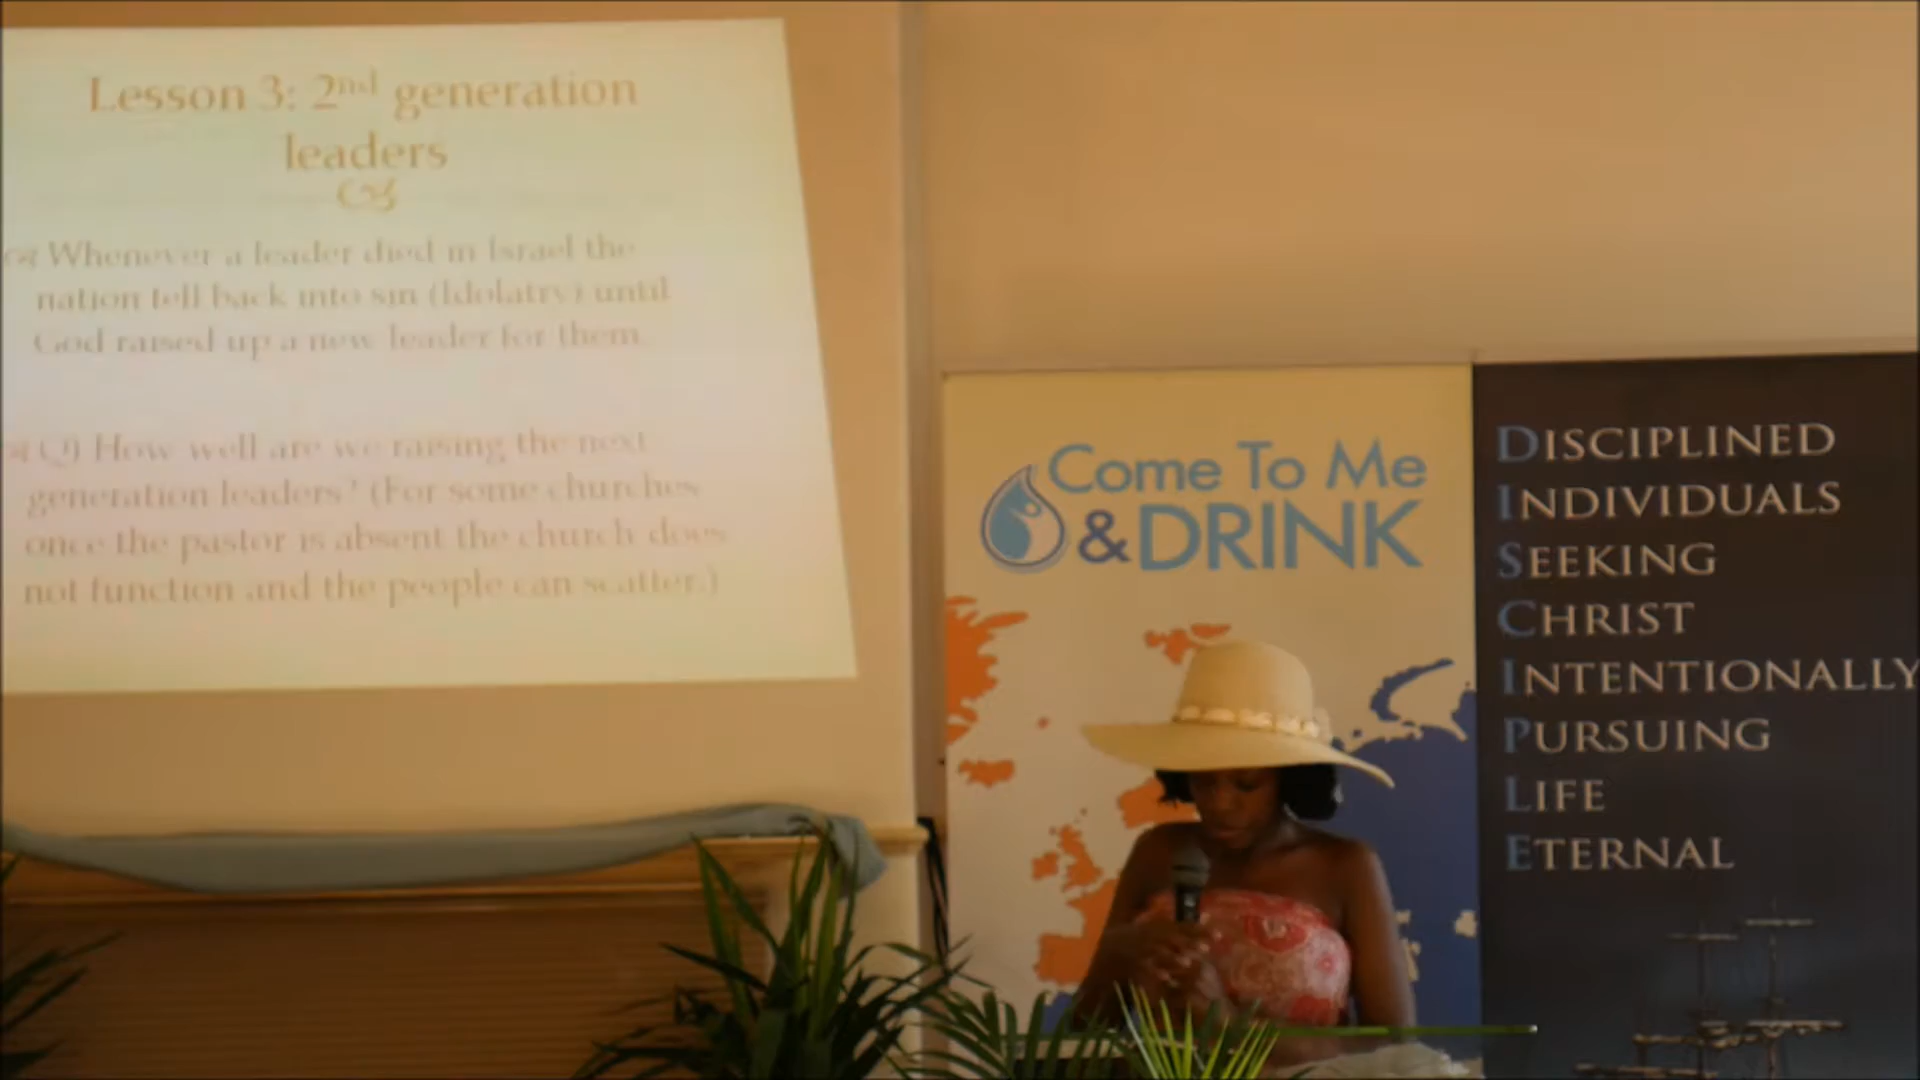 Lesson 3: 2nd generation
leaders
Whenever a leader died in Israel the
nation fell back into sin (Idolatry) until
God raised up a new leader for them.
Q) How well are we raising the next
generation leaders? (For some churches
once the pastor is absent the church does
not function and the people can scatter.)
Come To Me
& DRINK
DISCIPLINED
INDIVIDUALS
SEEKING
CHRIST
INTENTIONALLY
PURSUING
LIFE
ETERNAL